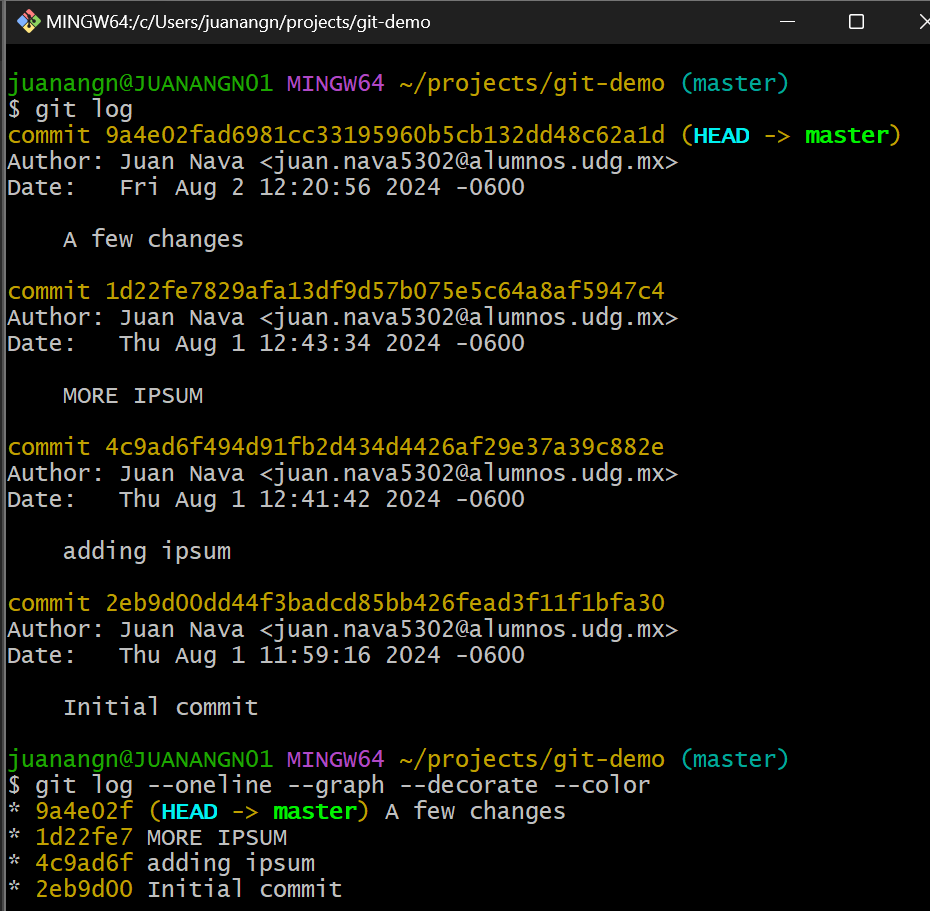 MINGW64:/c/Users/juanangn/projects/git-demo
juanangn@JUANANGN01 MINGW64 ~/projects/git-demo (master)
$ git log
commit 9a4e02fad6981cc33195960b5cb132dd48c62a1d (HEAD -> master)
Author: Juan Nava <juan.nava5302@alumnos.udg.mx>
Date:   Fri Aug 2 12:20:56 2024 -0600
    A few changes
commit 1d22fe7829afa13df9d57b075e5c64a8af5947c4
Author: Juan Nava <juan.nava5302@alumnos.udg.mx>
Date:   Thu Aug 1 12:43:34 2024 -0600
    MORE IPSUM
commit 4c9ad6f494d91fb2d434d4426af29e37a39c882e
Author: Juan Nava <juan.nava5302@alumnos.udg.mx>
Date:   Thu Aug 1 12:41:42 2024 -0600
    adding ipsum
commit 2eb9d00dd44f3badcd85bb426fead3f11f1bfa30
Author: Juan Nava <juan.nava5302@alumnos.udg.mx>
Date:   Thu Aug 1 11:59:16 2024 -0600
    Initial commit
juanangn@JUANANGN01 MINGW64 ~/projects/git-demo (master)
$ git log --oneline --graph --decorate --color
* 9a4e02f (HEAD -> master) A few changes
* 1d22fe7 MORE IPSUM
* 4c9ad6f adding ipsum
* 2eb9d00 Initial commit